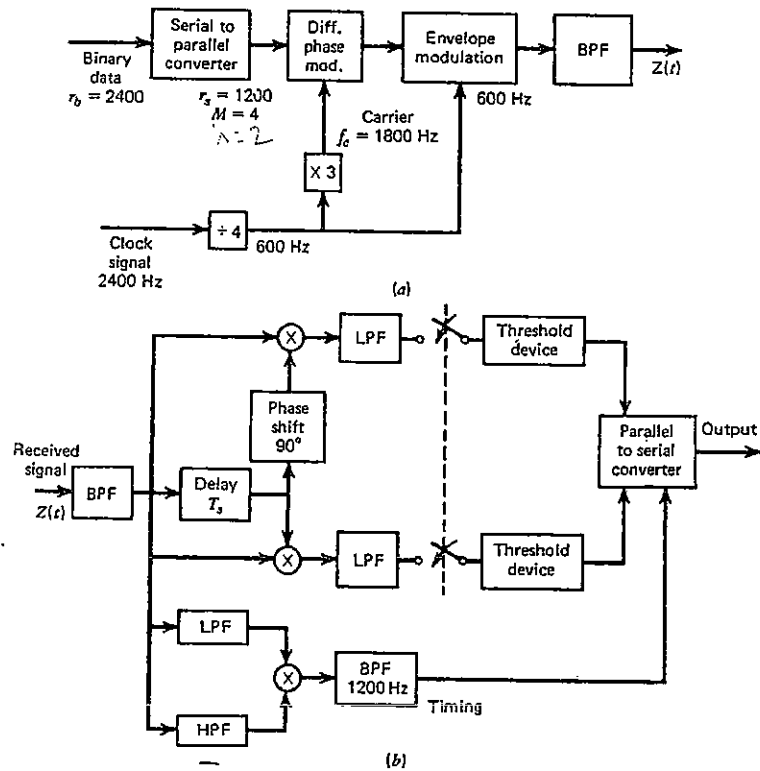 Serial to
parallel
converter
Diff.
phase
mod.
Envelope
modulation
BPF
Binary
data
r_b = 2400
r_s = 1200
M = 4
Carrier
f_c = 1800 Hz
600 Hz
Z(t)
X 3
÷ 4
600 Hz
Clock
signal
2400 Hz
(a)
X
LPF
Threshold
device
Phase
shift
90°
Parallel
to serial
converter
Output
Received
signal
Z(t)
BPF
Delay
T_s
X
LPF
Threshold
device
LPF
X
BPF
1200 Hz
Timing
HPF
(b)